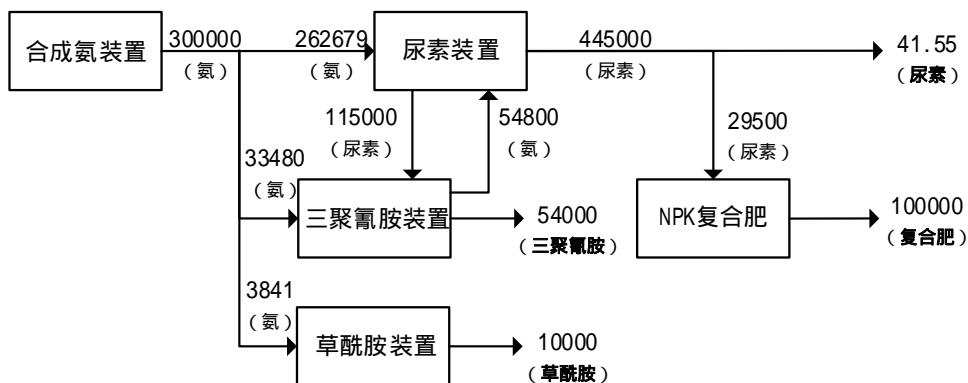 合成氨装置
300000
（氨）
262679
（氨）
尿素装置
445000
（尿素）
41.55
（尿素）
115000
（尿素）
54800
（氨）
29500
（尿素）
33480
（氨）
三聚氰胺装置
54000
（三聚氰胺）
NPK复合肥
100000
（复合肥）
3841
（氨）
草酰胺装置
10000
（草酰胺）